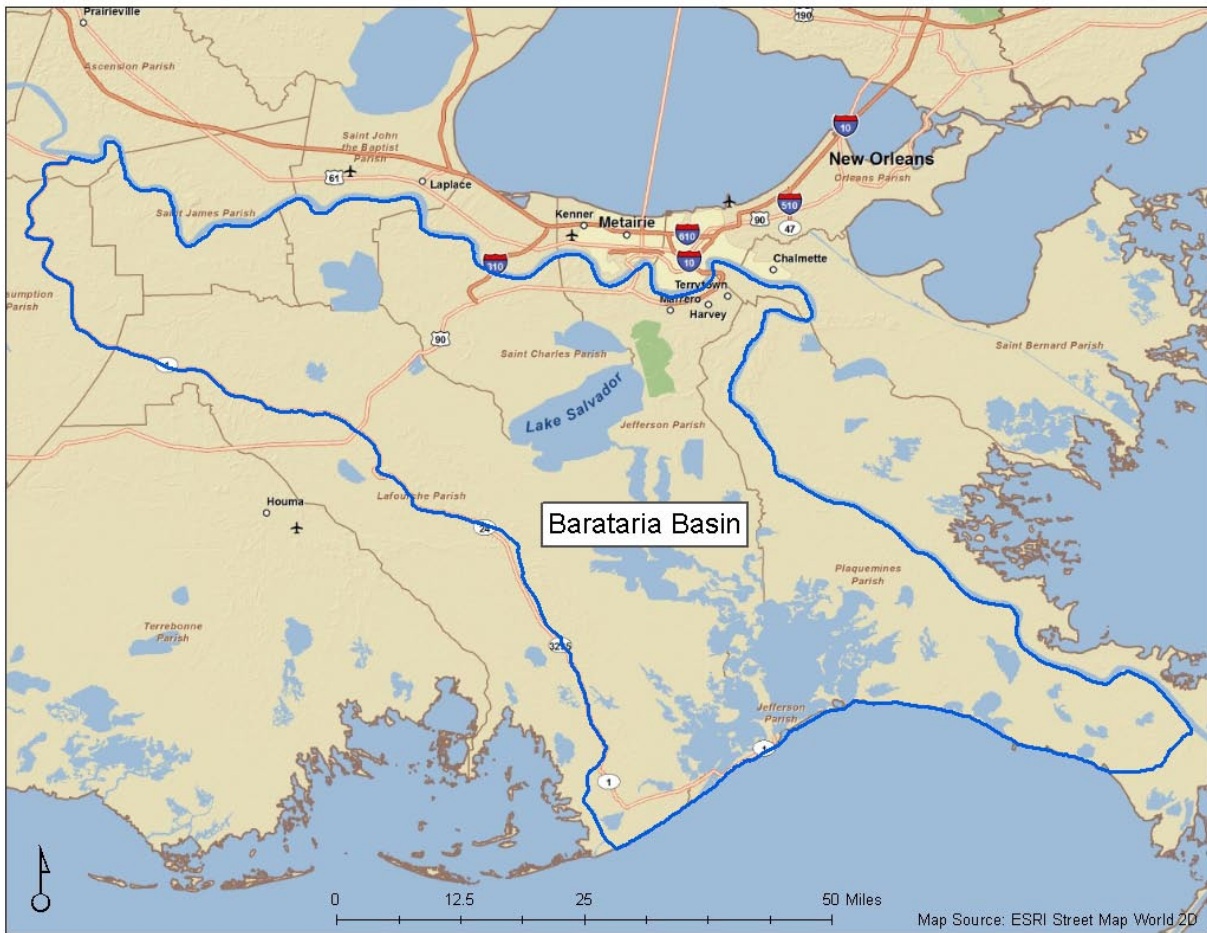 Prairieville
190
Ascension Parish
10
Saint John
the Baptist
Parish
New Orleans
Orleans Parish
61
Laplace
Saint James Parish
510
Kenner
Metairie
90
610
47
310
10
Chalmette
Terrytown
Marrero
Harvey
sumption
Parish
90
Saint Charles Parish
Saint Bernard Parish
1
Lake Salvador
Jefferson Parish
Houma
Lafourche Parish
24
Barataria Basin
Plaquemines
Parish
Terrebonne
Parish
Jefferson
Parish
1
1
0
12.5
25
50 Miles
Map Source: ESRI Street Map World 2D